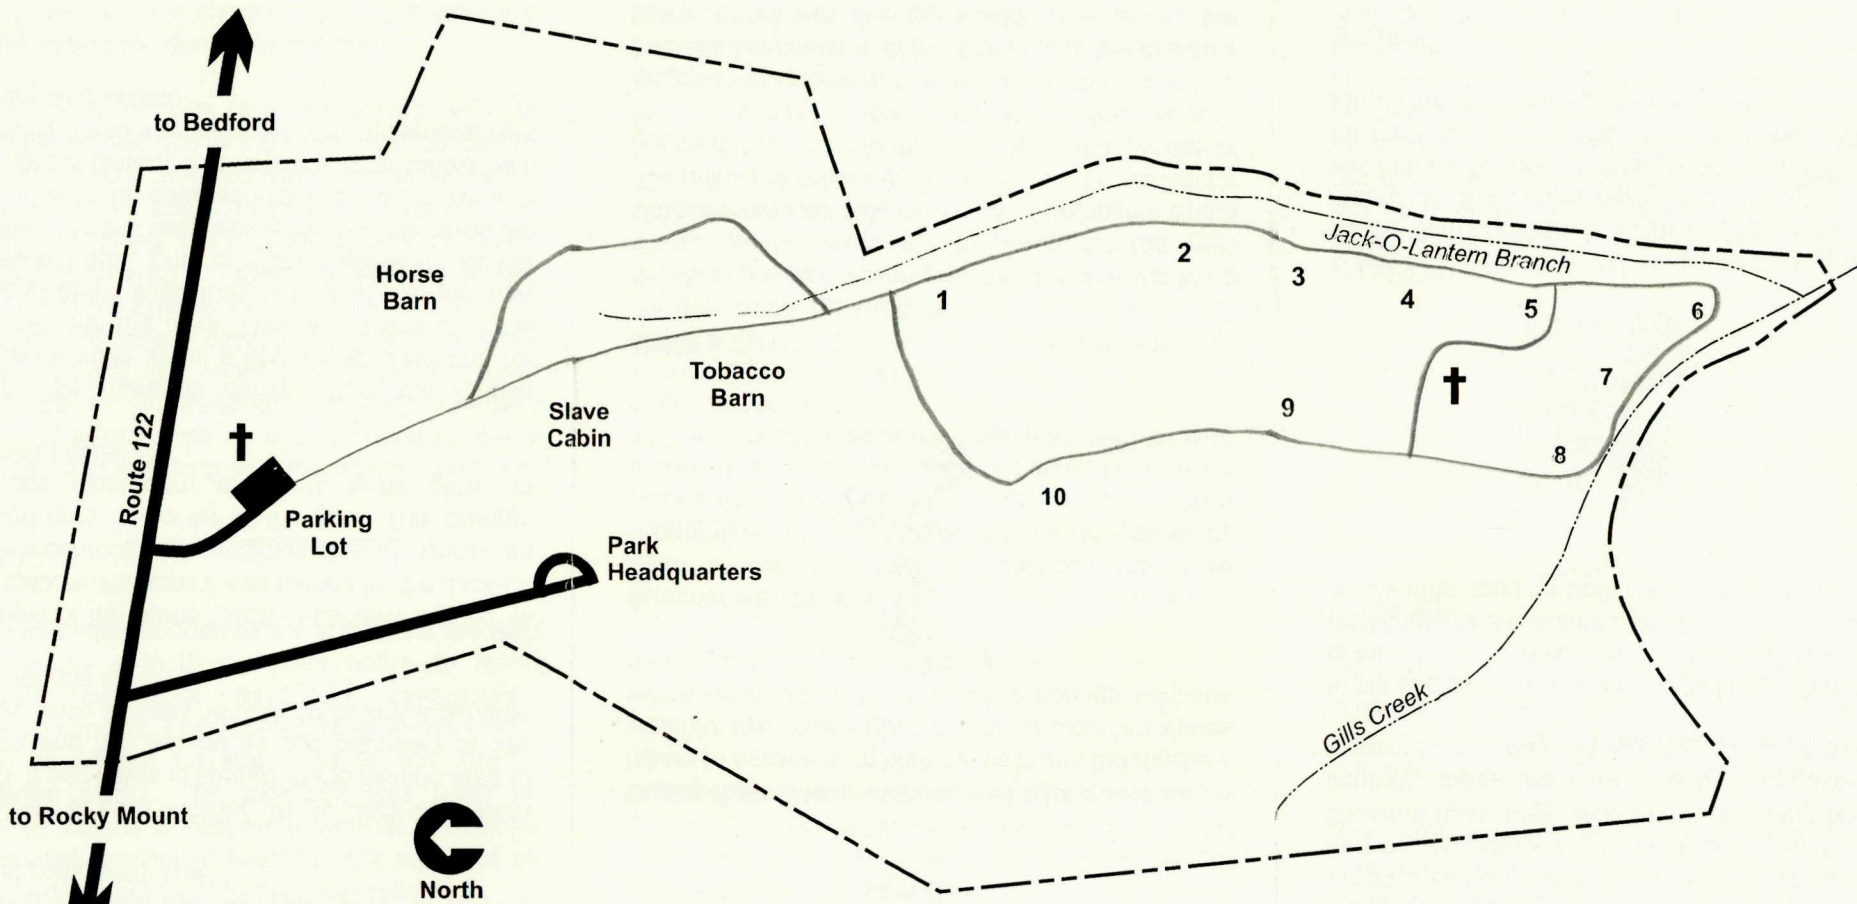 to Bedford
Horse
Barn
Jack-O-Lantern Branch
1
2
3
4
5
6
7
8
9
10
Tobacco
Barn
Slave
Cabin
Route 122
Parking
Lot
Park
Headquarters
Gills Creek
to Rocky Mount
North